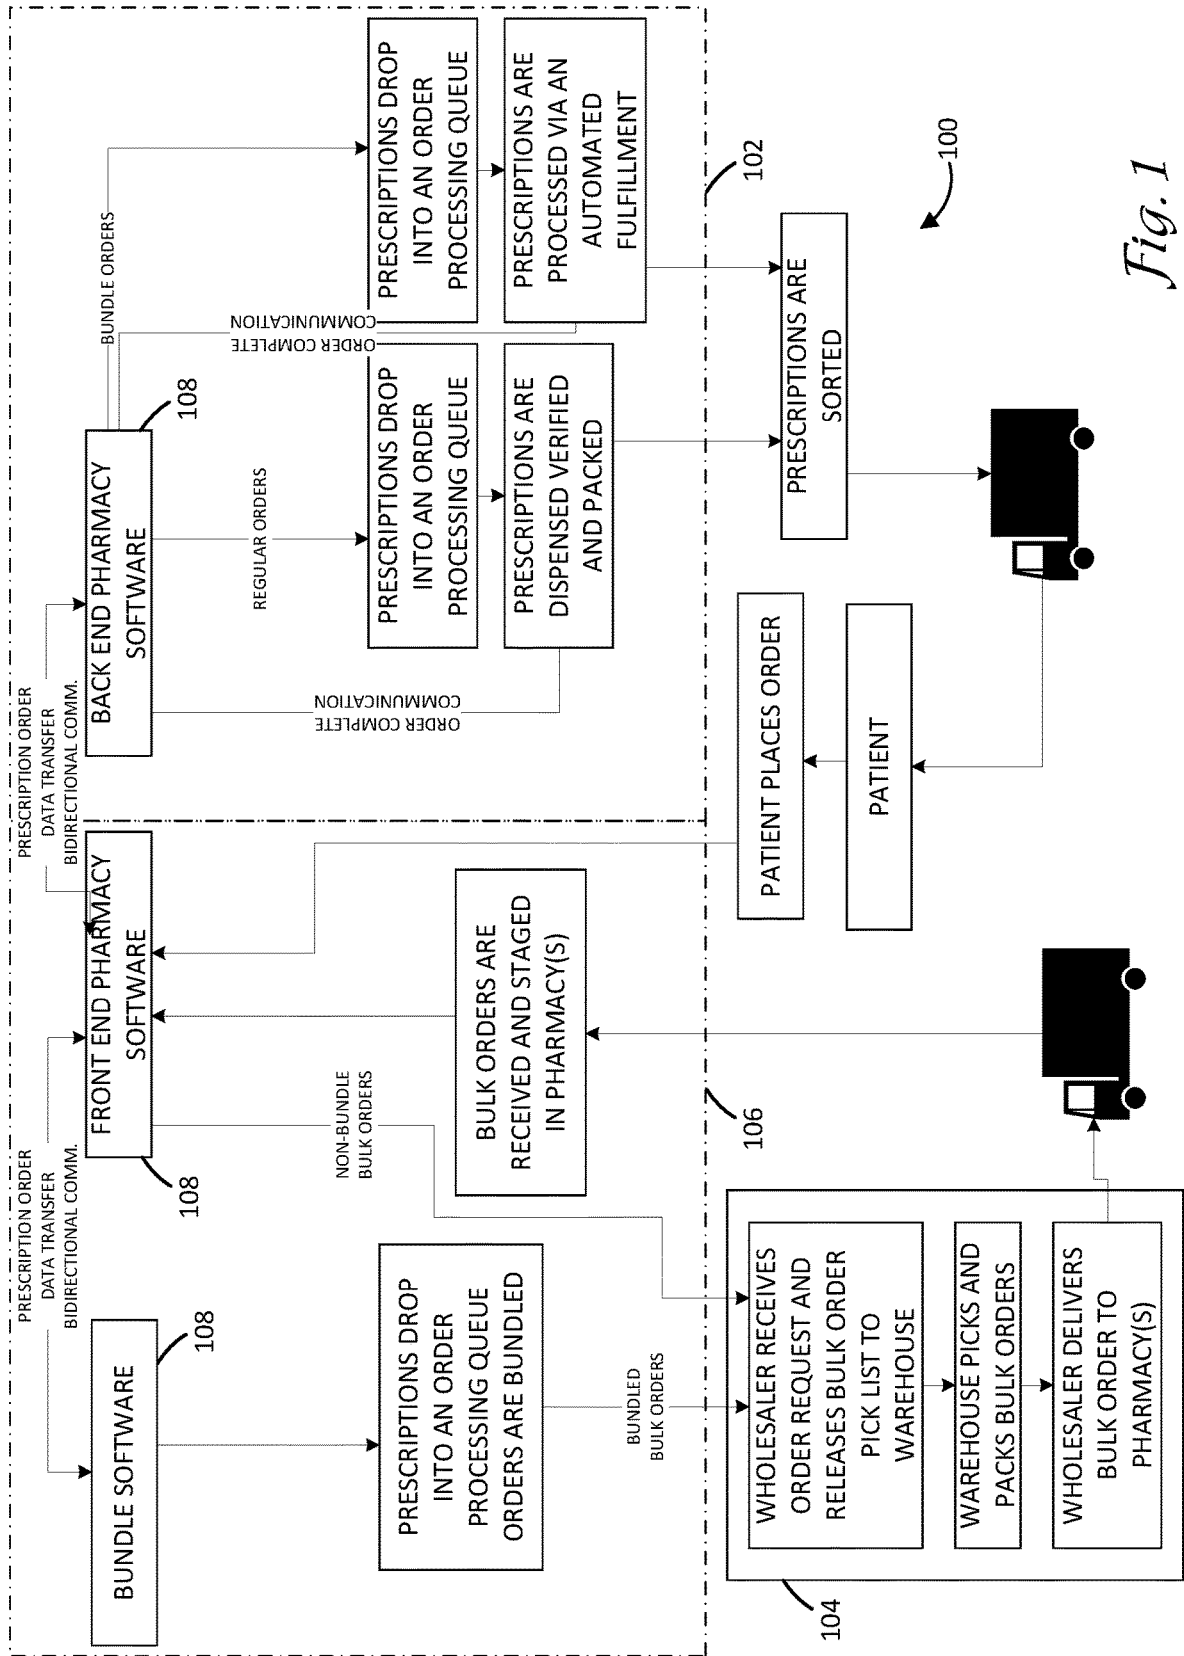 PRESCRIPTION ORDER
DATA TRANSFER
BIDIRECTIONAL COMM.
PRESCRIPTION ORDER
DATA TRANSFER
BIDIRECTIONAL COMM.
BUNDLE SOFTWARE
108
FRONT END PHARMACY
SOFTWARE
108
BACK END PHARMACY
SOFTWARE
108
BUNDLE ORDERS
REGULAR ORDERS
ORDER COMPLETE
COMMUNICATION
ORDER COMPLETE
COMMUNICATION
NON-BUNDLE
BULK ORDERS
PRESCRIPTIONS DROP
INTO AN ORDER
PROCESSING QUEUE
ORDERS ARE BUNDLED
BULK ORDERS ARE
RECEIVED AND STAGED
IN PHARMACY(S)
PRESCRIPTIONS DROP
INTO AN ORDER
PROCESSING QUEUE
PRESCRIPTIONS DROP
INTO AN ORDER
PROCESSING QUEUE
PRESCRIPTIONS ARE
DISPENSED VERIFIED
AND PACKED
PRESCRIPTIONS ARE
PROCESSED VIA AN
AUTOMATED
FULFILLMENT
BUNDLED
BULK ORDERS
106
102
104
WHOLESALER RECEIVES
ORDER REQUEST AND
RELEASES BULK ORDER
PICK LIST TO
WAREHOUSE
WAREHOUSE PICKS AND
PACKS BULK ORDERS
WHOLESALER DELIVERS
BULK ORDER TO
PHARMACY(S)
PATIENT PLACES ORDER
PATIENT
PRESCRIPTIONS ARE
SORTED
100
Fig. 1